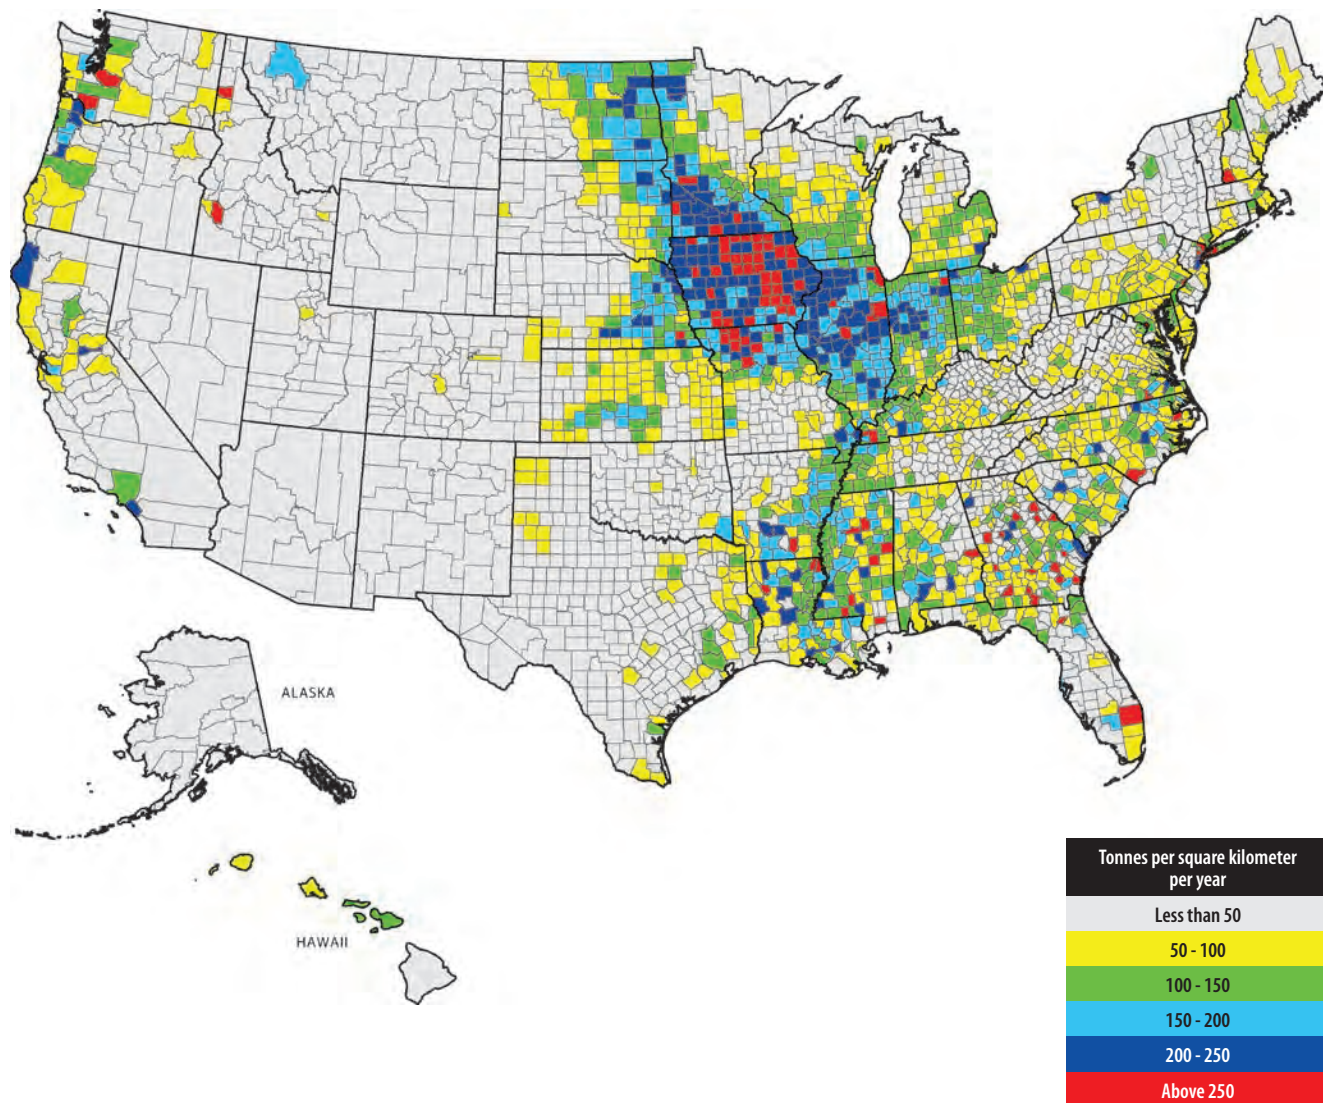 ALASKA
HAWAII
Tonnes per square kilometer
per year
Less than 50
50 - 100
100 - 150
150 - 200
200 - 250
Above 250